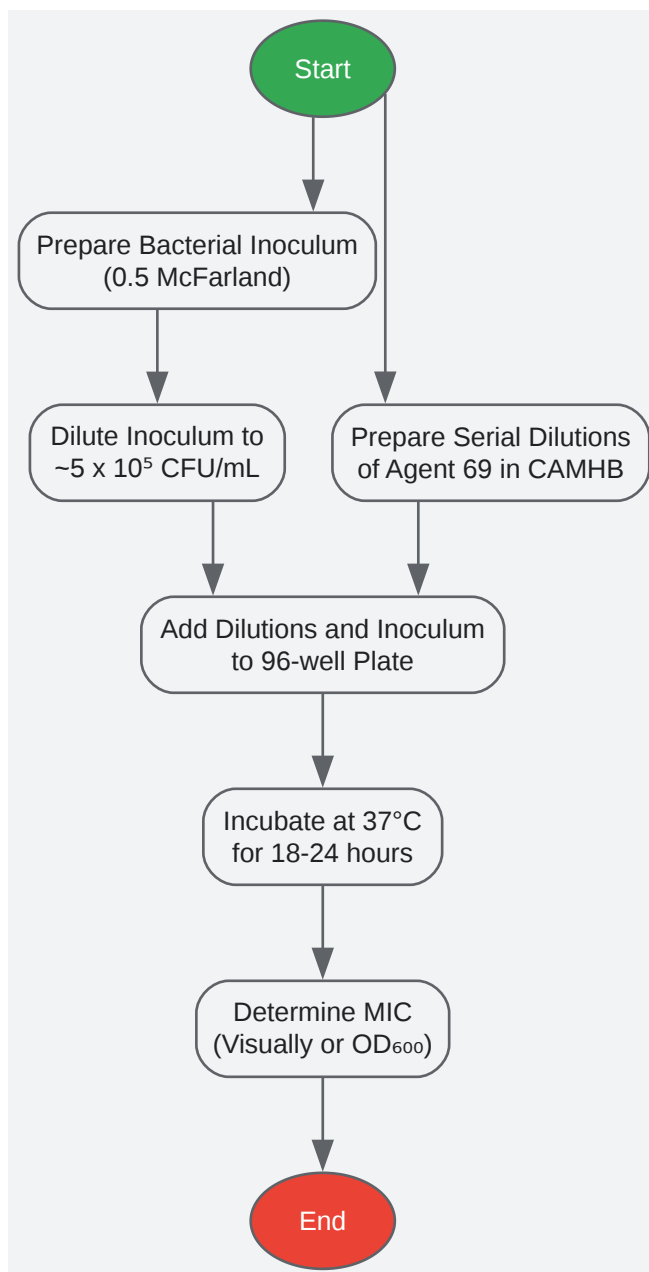 Start
Prepare Bacterial Inoculum
(0.5 McFarland)
Dilute Inoculum to
~5 x 10⁵ CFU/mL
Prepare Serial Dilutions
of Agent 69 in CAMHB
Add Dilutions and Inoculum
to 96-well Plate
Incubate at 37°C
for 18-24 hours
Determine MIC
(Visually or OD₆₀₀)
End